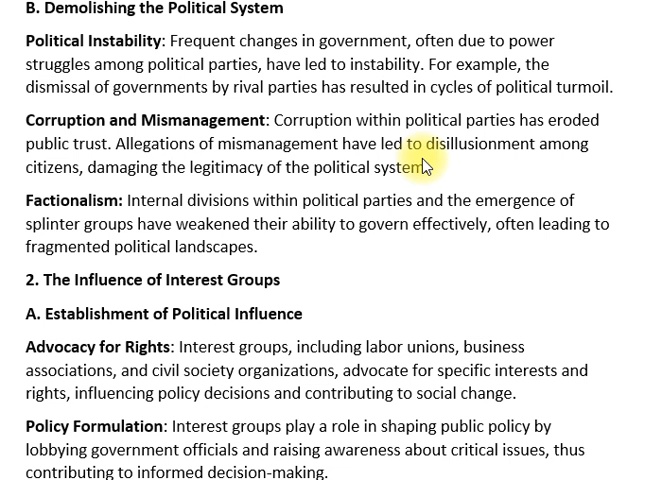 B. Demolishing the Political System
Political Instability: Frequent changes in government, often due to power
struggles among political parties, have led to instability. For example, the
dismissal of governments by rival parties has resulted in cycles of political turmoil.
Corruption and Mismanagement: Corruption within political parties has eroded
public trust. Allegations of mismanagement have led to disillusionment among
citizens, damaging the legitimacy of the political system.
Factionalism: Internal divisions within political parties and the emergence of
splinter groups have weakened their ability to govern effectively, often leading to
fragmented political landscapes.
2. The Influence of Interest Groups
A. Establishment of Political Influence
Advocacy for Rights: Interest groups, including labor unions, business
associations, and civil society organizations, advocate for specific interests and
rights, influencing policy decisions and contributing to social change.
Policy Formulation: Interest groups play a role in shaping public policy by
lobbying government officials and raising awareness about critical issues, thus
contributing to informed decision-making.